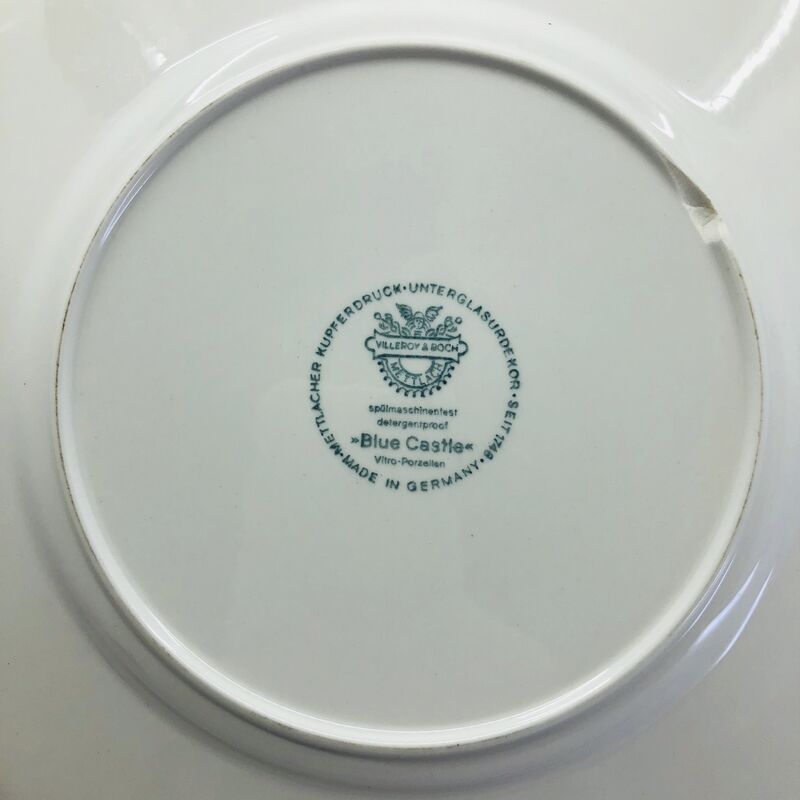 METTLACHER KUPFERDRUCK · UNTERGLASURDEKOR · SEIT 1748 ·
VILLEROY & BOCH
METTLACH
spülmaschinenfest
detergentproof
»Blue Castle«
Vitro-Porzellan
· MADE IN GERMANY ·